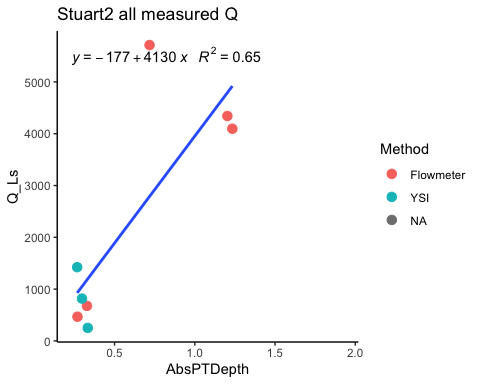 Stuart2 all measured Q
y = − 177 + 4130 x   R² = 0.65
5000
4000
3000
2000
1000
0
Q_Ls
0.5 1.0 1.5 2.0
AbsPTDepth
Method
Flowmeter
YSI
NA